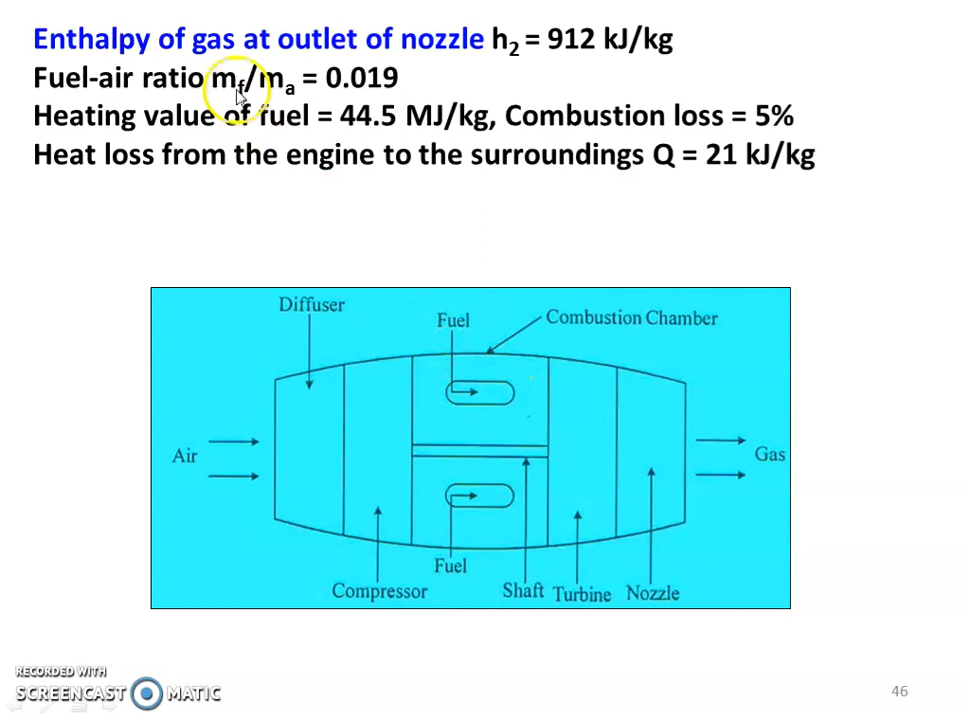 Enthalpy of gas at outlet of nozzle h₂ = 912 kJ/kg
Fuel-air ratio m_f/mₐ = 0.019
Heating value of fuel = 44.5 MJ/kg, Combustion loss = 5%
Heat loss from the engine to the surroundings Q = 21 kJ/kg
Diffuser
Fuel
Combustion Chamber
Air
Gas
Fuel
Compressor
Shaft
Turbine
Nozzle
RECORDED WITH
SCREENCAST MATIC
46